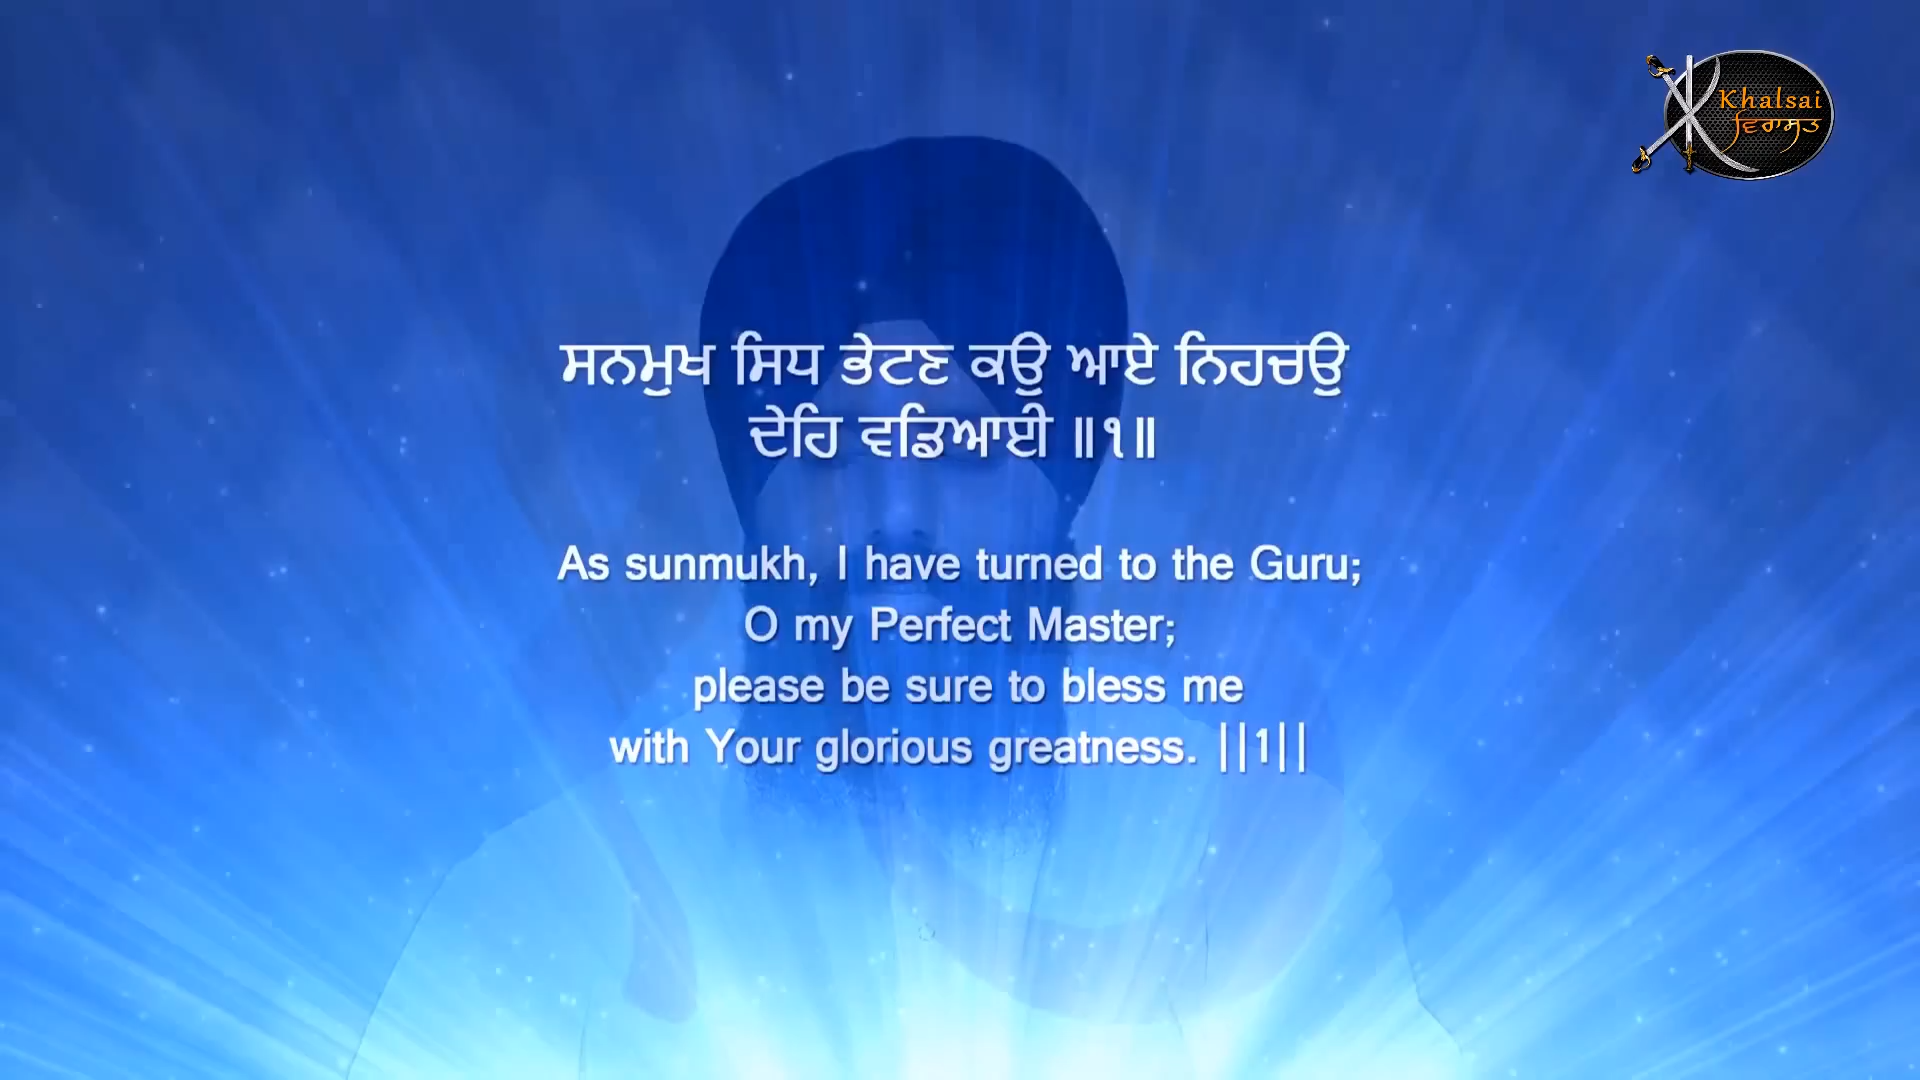 Khalsai
ਵਿਰਾਸਤ
ਸਨਮੁਖ ਸਿਧ ਭੇਟਣ ਕਉ ਆਏ ਨਿਹਚਉ
ਦੇਹਿ ਵਡਿਆਈ ॥੧॥
As sunmukh, I have turned to the Guru;
O my Perfect Master;
please be sure to bless me
with Your glorious greatness. ||1||